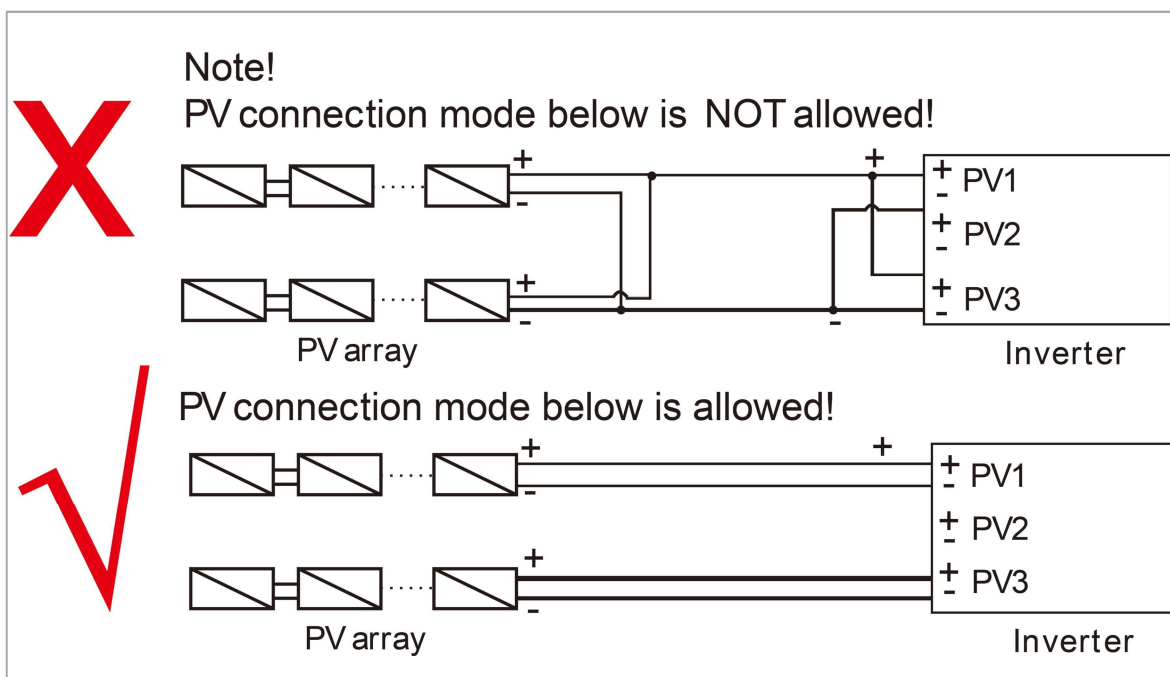 Note!
PV connection mode below is NOT allowed!
+
-
+
+
- PV1
+
- PV2
+
-
+
- PV3
-
PV array
Inverter
PV connection mode below is allowed!
+
-
+
+
- PV1
+
- PV2
+
-
+
- PV3
PV array
Inverter